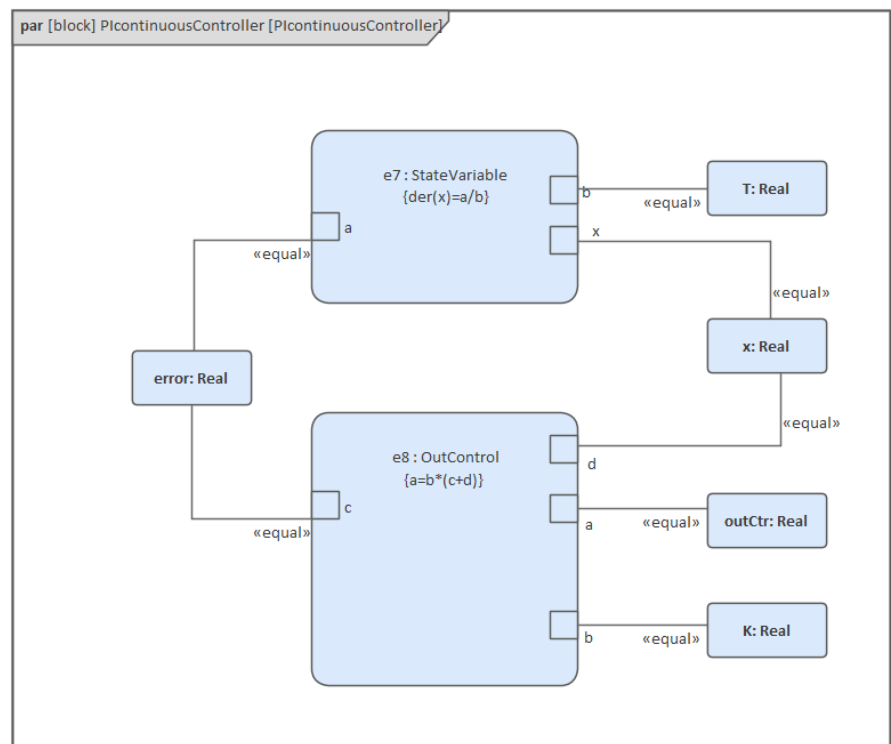 par [block] PIcontinuousController [PIcontinuousController]
e7 : StateVariable
{der(x)=a/b}
b
«equal»
T: Real
a
«equal»
x
«equal»
x: Real
error: Real
«equal»
e8 : OutControl
{a=b*(c+d)}
d
c
«equal»
a
«equal»
outCtr: Real
b
«equal»
K: Real